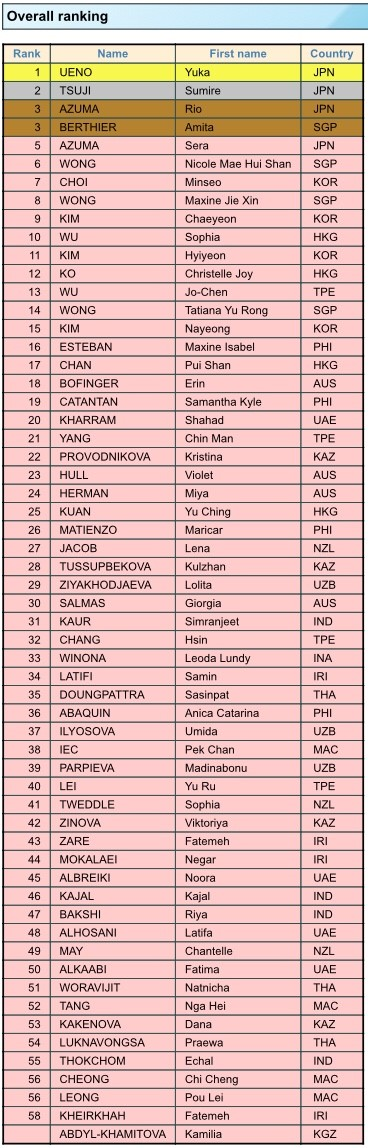 Overall ranking
Rank Name First name Country
1 UENO Yuka JPN
2 TSUJI Sumire JPN
3 AZUMA Rio JPN
3 BERTHIER Amita SGP
5 AZUMA Sera JPN
6 WONG Nicole Mae Hui Shan SGP
7 CHOI Minseo KOR
8 WONG Maxine Jie Xin SGP
9 KIM Chaeyeon KOR
10 WU Sophia HKG
11 KIM Hyiyeon KOR
12 KO Christelle Joy HKG
13 WU Jo-Chen TPE
14 WONG Tatiana Yu Rong SGP
15 KIM Nayeong KOR
16 ESTEBAN Maxine Isabel PHI
17 CHAN Pui Shan HKG
18 BOFINGER Erin AUS
19 CATANTAN Samantha Kyle PHI
20 KHARRAM Shahad UAE
21 YANG Chin Man TPE
22 PROVODNIKOVA Kristina KAZ
23 HULL Violet AUS
24 HERMAN Miya AUS
25 KUAN Yu Ching HKG
26 MATIENZO Maricar PHI
27 JACOB Lena NZL
28 TUSSUPBEKOVA Kulzhan KAZ
29 ZIYAKHODJAEVA Lolita UZB
30 SALMAS Giorgia AUS
31 KAUR Simranjeet IND
32 CHANG Hsin TPE
33 WINONA Leoda Lundy INA
34 LATIFI Samin IRI
35 DOUNGPATTRA Sasinpat THA
36 ABAQUIN Anica Catarina PHI
37 ILYOSOVA Umida UZB
38 IEC Pek Chan MAC
39 PARPIEVA Madinabonu UZB
40 LEI Yu Ru TPE
41 TWEDDLE Sophia NZL
42 ZINOVA Viktoriya KAZ
43 ZARE Fatemeh IRI
44 MOKALAEI Negar IRI
45 ALBREIKI Noora UAE
46 KAJAL Kajal IND
47 BAKSHI Riya IND
48 ALHOSANI Latifa UAE
49 MAY Chantelle NZL
50 ALKAABI Fatima UAE
51 WORAVIJIT Natnicha THA
52 TANG Nga Hei MAC
53 KAKENOVA Dana KAZ
54 LUKNAVONGSA Praewa THA
55 THOKCHOM Echal IND
56 CHEONG Chi Cheng MAC
56 LEONG Pou Lei MAC
58 KHEIRKHAH Fatemeh IRI
ABDYL-KHAMITOVA Kamilia KGZ